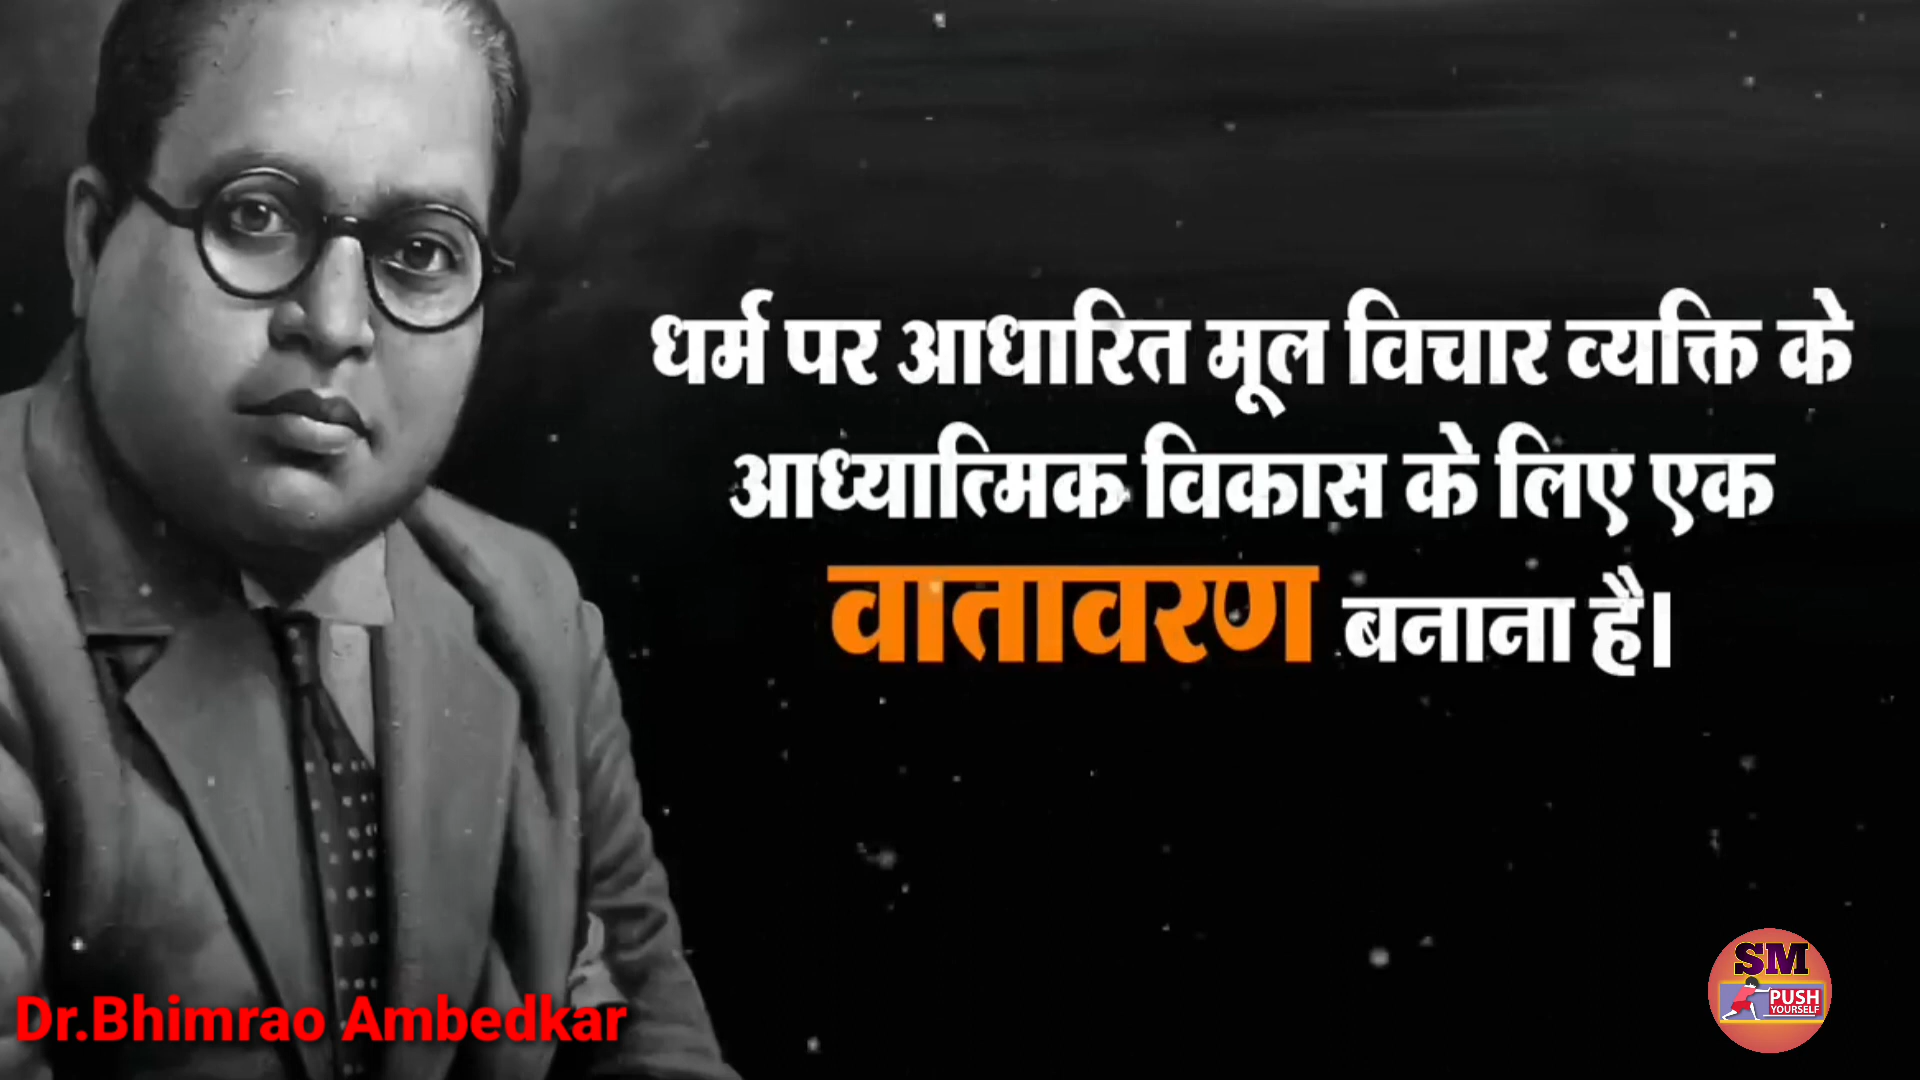 धर्म पर आधारित मूल विचार व्यक्ति के
आध्यात्मिक विकास के लिए एक
वातावरण बनाना है।
Dr.Bhimrao Ambedkar
SM
PUSH
YOURSELF